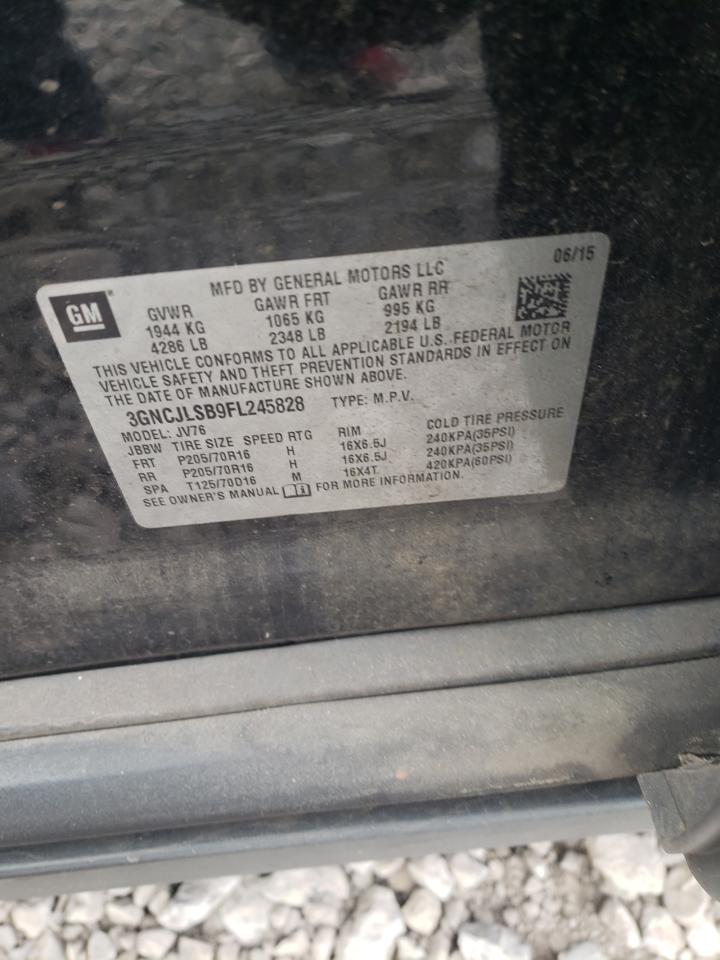 GM
MFD BY GENERAL MOTORS LLC 06/15
GVWR GAWR FRT GAWR RR
1944 KG 1065 KG 995 KG
4286 LB 2348 LB 2194 LB
THIS VEHICLE CONFORMS TO ALL APPLICABLE U.S. FEDERAL MOTOR
VEHICLE SAFETY AND THEFT PREVENTION STANDARDS IN EFFECT ON
THE DATE OF MANUFACTURE SHOWN ABOVE.
3GNCJLSB9FL245828 TYPE: M.P.V.
MODEL: JV76
JBBW TIRE SIZE SPEED RTG RIM COLD TIRE PRESSURE
FRT P205/70R16 H 16X6.5J 240KPA(35PSI)
RR P205/70R16 H 16X6.5J 240KPA(35PSI)
SPA T125/70D16 M 16X4T 420KPA(60PSI)
SEE OWNER'S MANUAL FOR MORE INFORMATION.